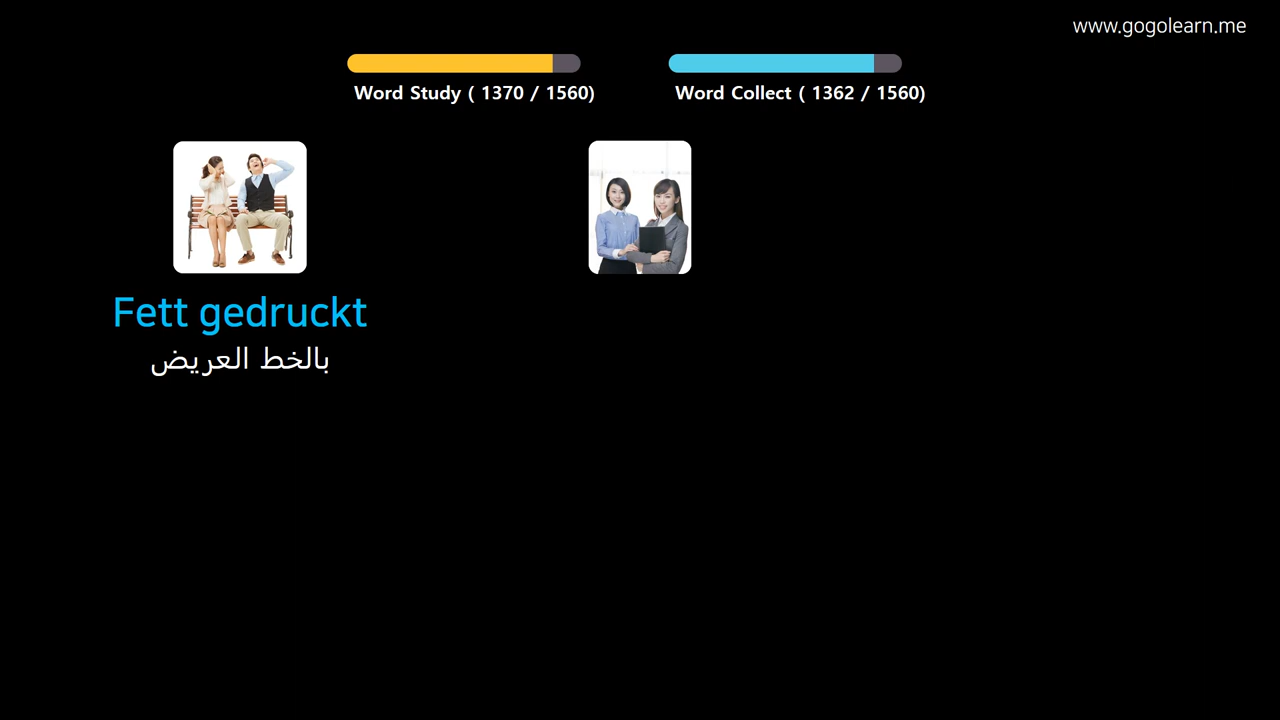 www.gogolearn.me
Word Study ( 1370 / 1560)
Word Collect ( 1362 / 1560)
Fett gedruckt
بالخط العريض